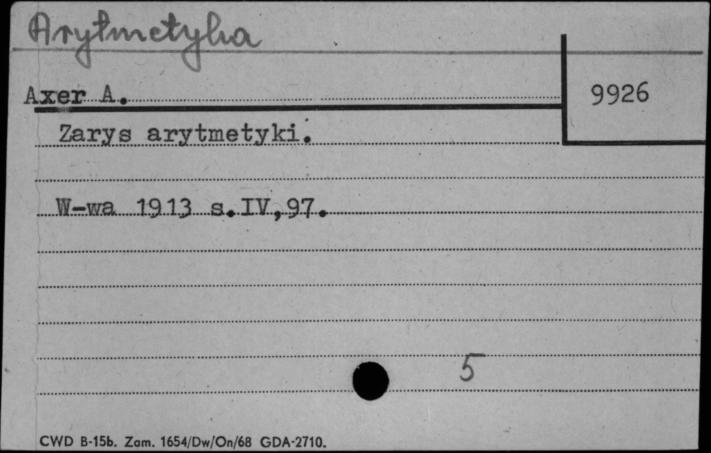 Arytmetyka
Axer A.
9926
Zarys arytmetyki.
W-wa 1913 s.IV,97.
5
CWD B-15b. Zam. 1654/Dw/On/68 GDA-2710.